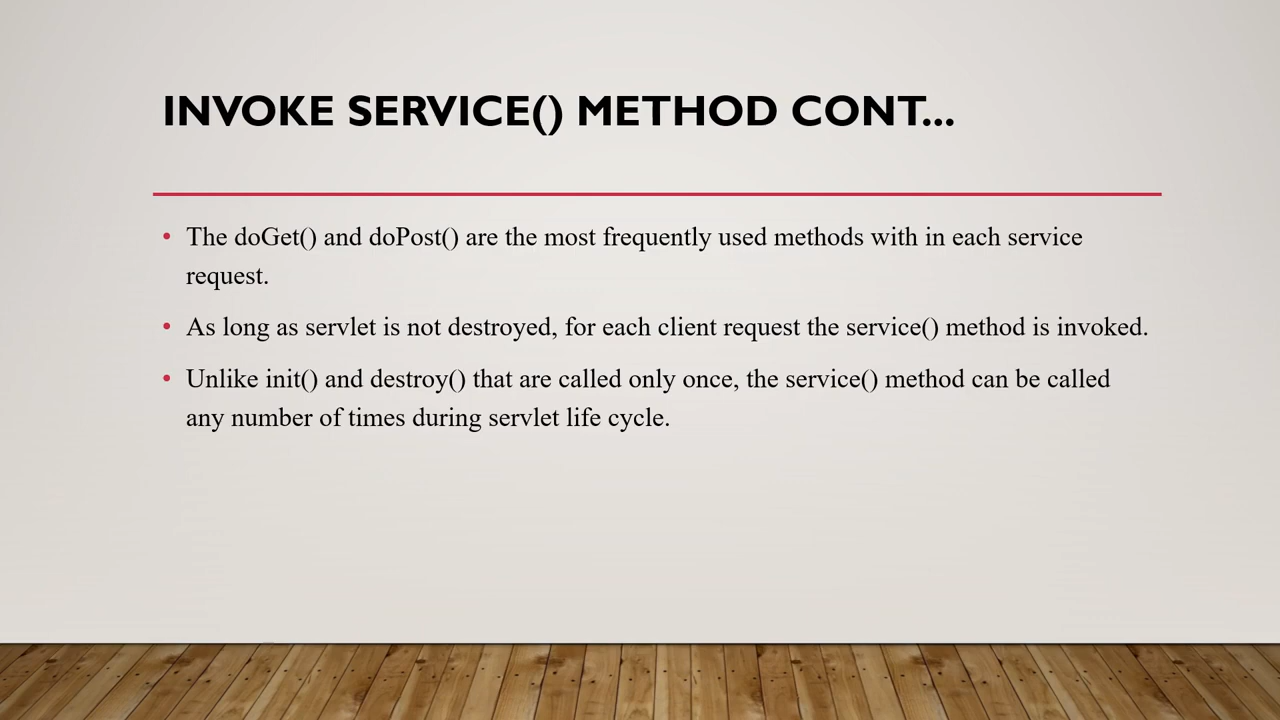 INVOKE SERVICE() METHOD CONT...
• The doGet() and doPost() are the most frequently used methods with in each service
request.
• As long as servlet is not destroyed, for each client request the service() method is invoked.
• Unlike init() and destroy() that are called only once, the service() method can be called
any number of times during servlet life cycle.